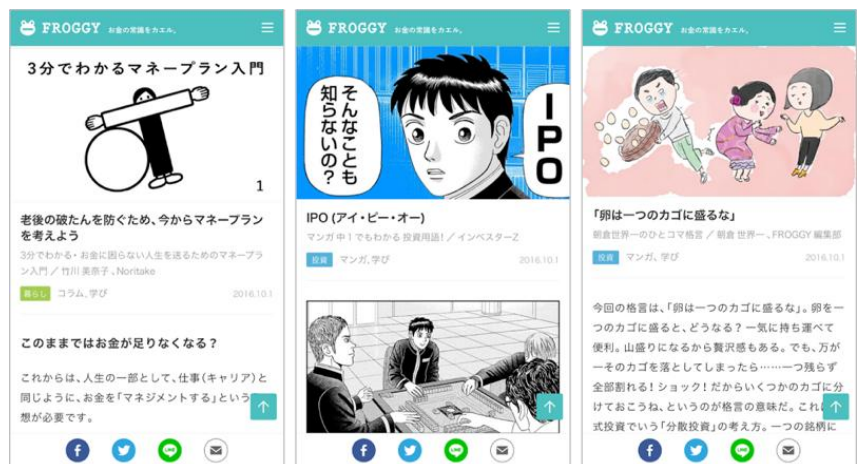 FROGGY お金の常識をカエル。
3分でわかるマネープラン入門
1
老後の破たんを防ぐため、今からマネープラン
を考えよう
3分でわかる・お金に困らない人生を送るためのマネープラ
ン入門 / 竹川 美奈子、Noritake
暮らし コラム、学び 2016.10.1
このままではお金が足りなくなる?
これからは、人生の一部として、仕事(キャリア)と
同じように、お金を「マネジメントする」という
想が必要です。
FROGGY お金の常識をカエル。
そんなことも
知らないの?
IPO
IPO (アイ・ピー・オー)
マンガ 中1でもわかる 投資用語! / インベスターZ
投資 マンガ、学び 2016.10.1
LINE
FROGGY お金の常識をカエル。
「卵は一つのカゴに盛るな」
朝倉世界一のひとコマ格言 / 朝倉 世界一、FROGGY 編集部
投資 マンガ、学び 2016.10.1
今回の格言は、「卵は一つのカゴに盛るな」。卵を一
つのカゴに盛ると、どうなる? 一気に持ち運べて
便利。山盛りになるから贅沢感もある。でも、万が
一そのカゴを落としてしまったら……一つ残らず
全部割れる! ショック! だからいくつかのカゴに分
けておこうね、というのが格言の意味だ。これ
式投資でいう「分散投資」の考え方。一つの銘柄に